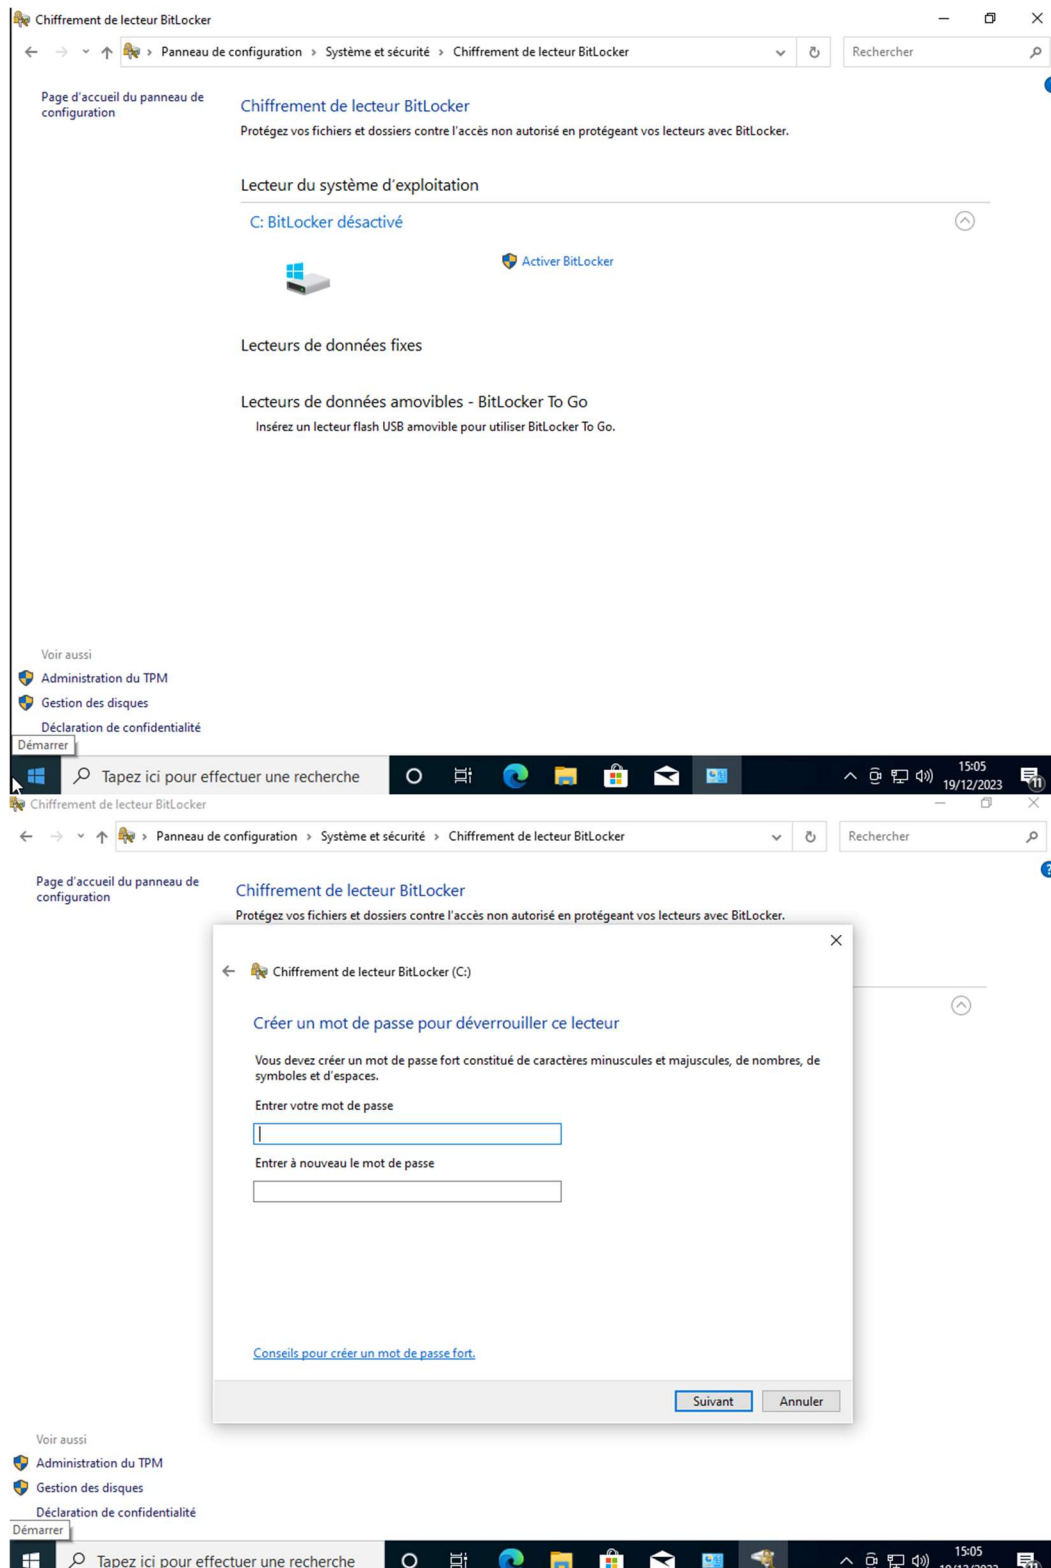 Chiffrement de lecteur BitLocker
Panneau de configuration > Système et sécurité > Chiffrement de lecteur BitLocker
Rechercher
Page d'accueil du panneau de
configuration
Chiffrement de lecteur BitLocker
Protégez vos fichiers et dossiers contre l'accès non autorisé en protégeant vos lecteurs avec BitLocker.
Lecteur du système d'exploitation
C: BitLocker désactivé
Activer BitLocker
Lecteurs de données fixes
Lecteurs de données amovibles - BitLocker To Go
Insérez un lecteur flash USB amovible pour utiliser BitLocker To Go.
Voir aussi
Administration du TPM
Gestion des disques
Déclaration de confidentialité
Démarrer
Tapez ici pour effectuer une recherche
15:05
19/12/2023
11
Chiffrement de lecteur BitLocker
Panneau de configuration > Système et sécurité > Chiffrement de lecteur BitLocker
Rechercher
Page d'accueil du panneau de
configuration
Chiffrement de lecteur BitLocker
Protégez vos fichiers et dossiers contre l'accès non autorisé en protégeant vos lecteurs avec BitLocker.
Chiffrement de lecteur BitLocker (C:)
Créer un mot de passe pour déverrouiller ce lecteur
Vous devez créer un mot de passe fort constitué de caractères minuscules et majuscules, de nombres, de
symboles et d'espaces.
Entrer votre mot de passe
Entrer à nouveau le mot de passe
Conseils pour créer un mot de passe fort.
Suivant
Annuler
Voir aussi
Administration du TPM
Gestion des disques
Déclaration de confidentialité
Démarrer
Tapez ici pour effectuer une recherche
15:05